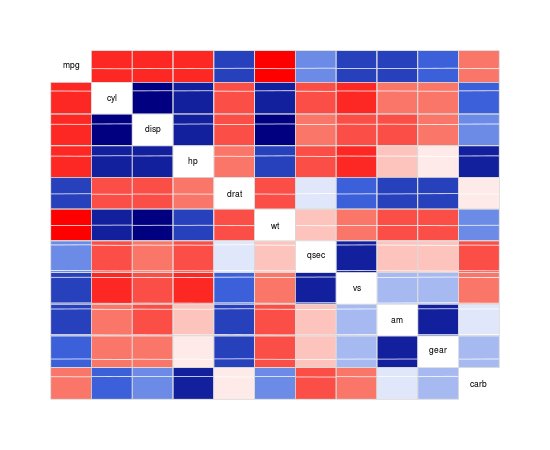 mpg
cyl
disp
hp
drat
wt
qsec
vs
am
gear
carb